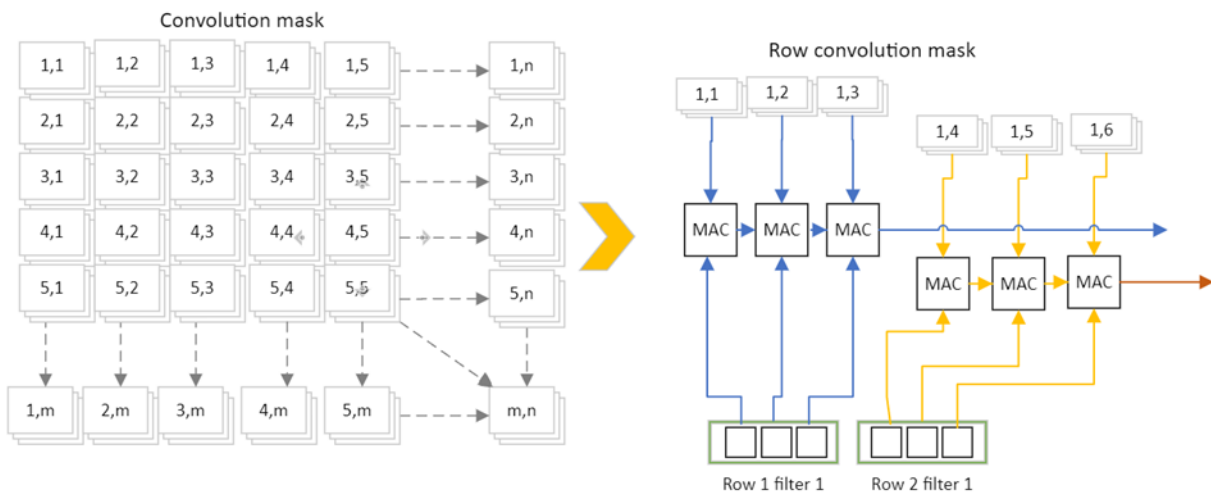 Convolution mask
1,1 1,2 1,3 1,4 1,5 1,n
2,1 2,2 2,3 2,4 2,5 2,n
3,1 3,2 3,3 3,4 3,5 3,n
4,1 4,2 4,3 4,4 4,5 4,n
5,1 5,2 5,3 5,4 5,5 5,n
1,m 2,m 3,m 4,m 5,m m,n
Row convolution mask
1,1 1,2 1,3
1,4 1,5 1,6
MAC MAC MAC
MAC MAC MAC
Row 1 filter 1 Row 2 filter 1